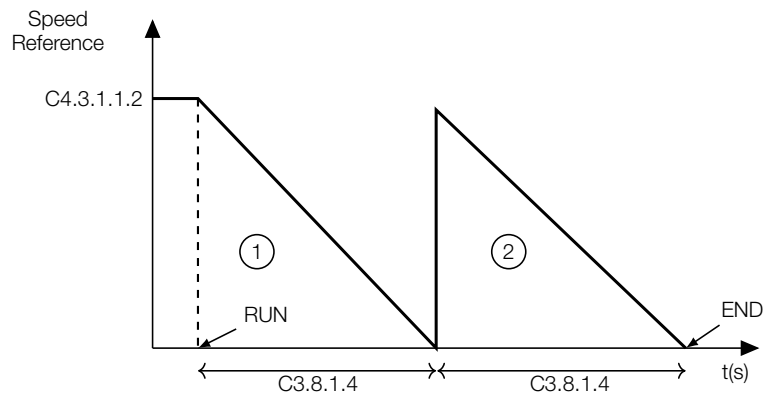 Speed
Reference
C4.3.1.1.2
1
2
RUN
END
t(s)
C3.8.1.4
C3.8.1.4